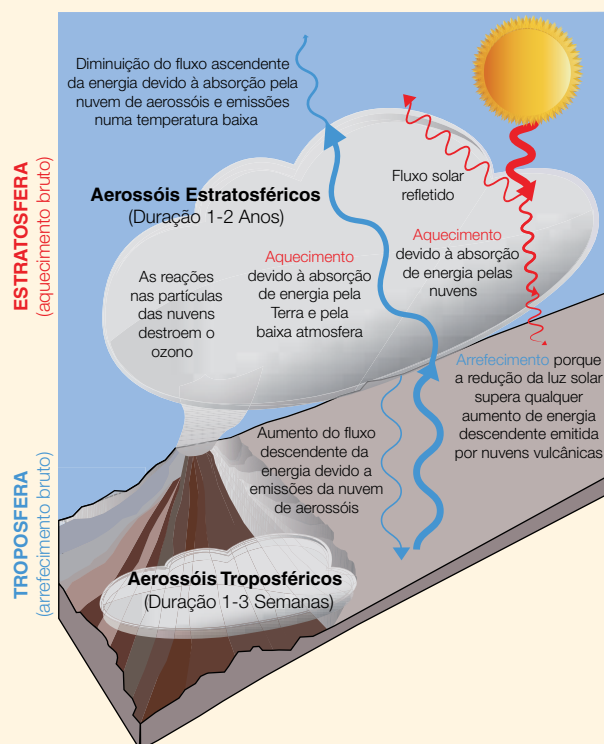 Diminuição do fluxo ascendente
da energia devido à absorção pela
nuvem de aerossóis e emissões
numa temperatura baixa
ESTRATOSFERA
(aquecimento bruto)
Aerossóis Estratosféricos
(Duração 1-2 Anos)
Fluxo solar
refletido
As reações
nas partículas
das nuvens
destroem o
ozono
Aquecimento
devido à absorção
de energia pela
Terra e pela
baixa atmosfera
Aquecimento
devido à absorção
de energia pelas
nuvens
Arrefecimento porque
a redução da luz solar
supera qualquer
aumento de energia
descendente emitida
por nuvens vulcânicas
Aumento do fluxo
descendente da
energia devido a
emissões da nuvem
de aerossóis
TROPOSFERA
(arrefecimento bruto)
Aerossóis Troposféricos
(Duração 1-3 Semanas)